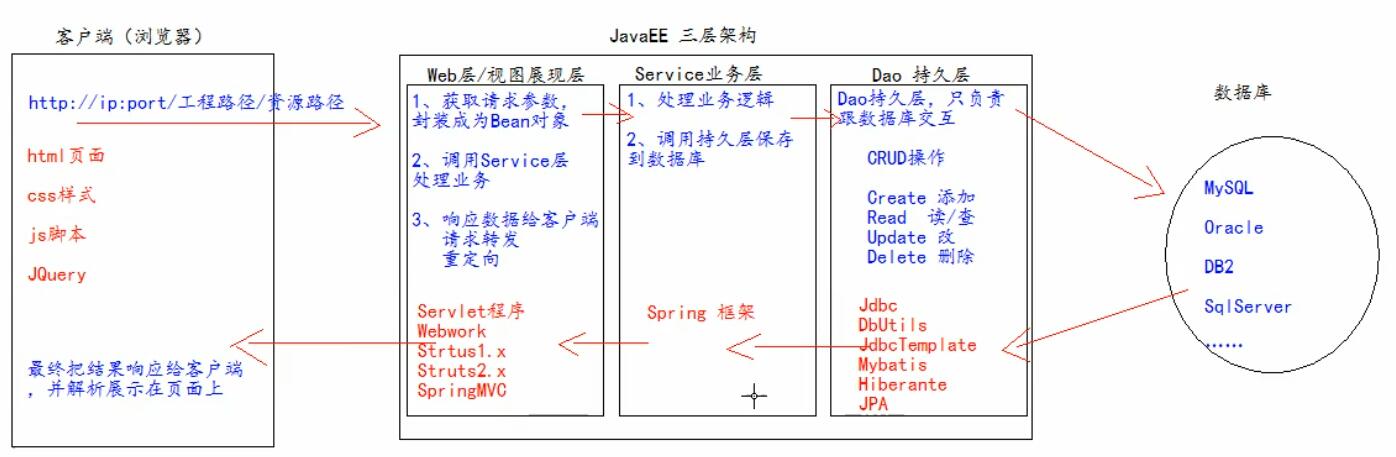 客户端（浏览器）
http://ip:port/工程路径/资源路径
html页面
css样式
js脚本
JQuery
最终把结果响应给客户端
，并解析展示在页面上
JavaEE 三层架构
Web层/视图展现层
1、获取请求参数，
封装成为Bean对象
2、调用Service层
处理业务
3、响应数据给客户端
请求转发
重定向
Servlet程序
Webwork
Strtus1.x
Struts2.x
SpringMVC
Service业务层
1、处理业务逻辑
2、调用持久层保存
到数据库
Spring 框架
Dao 持久层
Dao持久层，只负责
跟数据库交互
CRUD操作
Create 添加
Read 读/查
Update 改
Delete 删除
Jdbc
DbUtils
JdbcTemplate
Mybatis
Hiberante
JPA
数据库
MySQL
Oracle
DB2
SqlServer
......